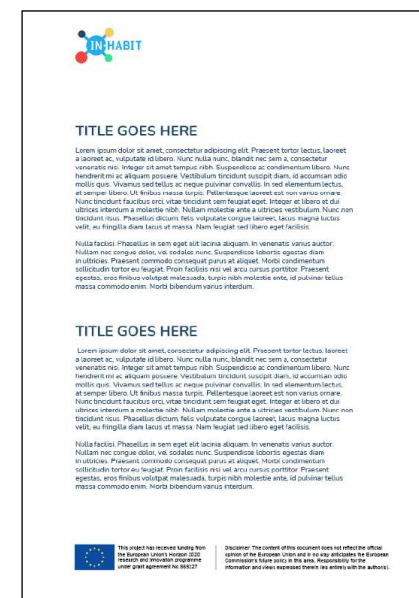 IN:HABIT
TITLE GOES HERE
Lorem ipsum dolor sit amet, consectetur adipiscing elit. Praesent tortor lectus, laoreet
a laoreet ac, vulputate id libero. Nunc nulla nunc, blandit nec sem a, consectetur
venenatis nisi. Integer sit amet tempus nibh. Suspendisse ac condimentum libero. Nunc
hendrerit mi ac aliquam posuere. Vestibulum tincidunt suscipit diam, id accumsan odio
mollis quis. Vivamus sed tellus ac neque pulvinar convallis. In sed elementum lectus,
at semper libero. Ut finibus massa turpis. Pellentesque laoreet est non varius ornare.
Nunc tincidunt faucibus orci, vitae tincidunt sem feugiat eget. Integer et libero et dui
ultrices interdum a molestie nibh. Nullam molestie ante a ultricies vestibulum. Nunc non
tincidunt risus. Phasellus dictum, felis vulputate congue laoreet, lacus magna luctus
velit, eu fringilla diam lacus ut massa. Nam feugiat sed libero eget facilisis.
Nulla facilisi. Phasellus in sem eget elit lacinia aliquam. In venenatis varius auctor.
Nullam nec congue dolor, vel sodales nunc. Suspendisse lobortis egestas diam
in ultricies. Praesent commodo consequat purus at aliquet. Morbi condimentum
sollicitudin tortor eu feugiat. Proin facilisis nisi vel arcu cursus porttitor. Praesent
egestas, eros finibus volutpat malesuada, turpis nibh molestie ante, id pulvinar tellus
massa commodo enim. Morbi bibendum varius interdum.
TITLE GOES HERE
Lorem ipsum dolor sit amet, consectetur adipiscing elit. Praesent tortor lectus, laoreet
a laoreet ac, vulputate id libero. Nunc nulla nunc, blandit nec sem a, consectetur
venenatis nisi. Integer sit amet tempus nibh. Suspendisse ac condimentum libero. Nunc
hendrerit mi ac aliquam posuere. Vestibulum tincidunt suscipit diam, id accumsan odio
mollis quis. Vivamus sed tellus ac neque pulvinar convallis. In sed elementum lectus,
at semper libero. Ut finibus massa turpis. Pellentesque laoreet est non varius ornare.
Nunc tincidunt faucibus orci, vitae tincidunt sem feugiat eget. Integer et libero et dui
ultrices interdum a molestie nibh. Nullam molestie ante a ultricies vestibulum. Nunc non
tincidunt risus. Phasellus dictum, felis vulputate congue laoreet, lacus magna luctus
velit, eu fringilla diam lacus ut massa. Nam feugiat sed libero eget facilisis.
Nulla facilisi. Phasellus in sem eget elit lacinia aliquam. In venenatis varius auctor.
Nullam nec congue dolor, vel sodales nunc. Suspendisse lobortis egestas diam
in ultricies. Praesent commodo consequat purus at aliquet. Morbi condimentum
sollicitudin tortor eu feugiat. Proin facilisis nisi vel arcu cursus porttitor. Praesent
egestas, eros finibus volutpat malesuada, turpis nibh molestie ante, id pulvinar tellus
massa commodo enim. Morbi bibendum varius interdum.
This project has received funding from
the European Union's Horizon 2020
research and innovation programme
under grant agreement No 869227
Disclaimer: The content of this document does not reflect the official
opinion of the European Union and in no way anticipates the European
Commission's future policy in this area. Responsibility for the
information and views expressed therein lies entirely with the author(s).